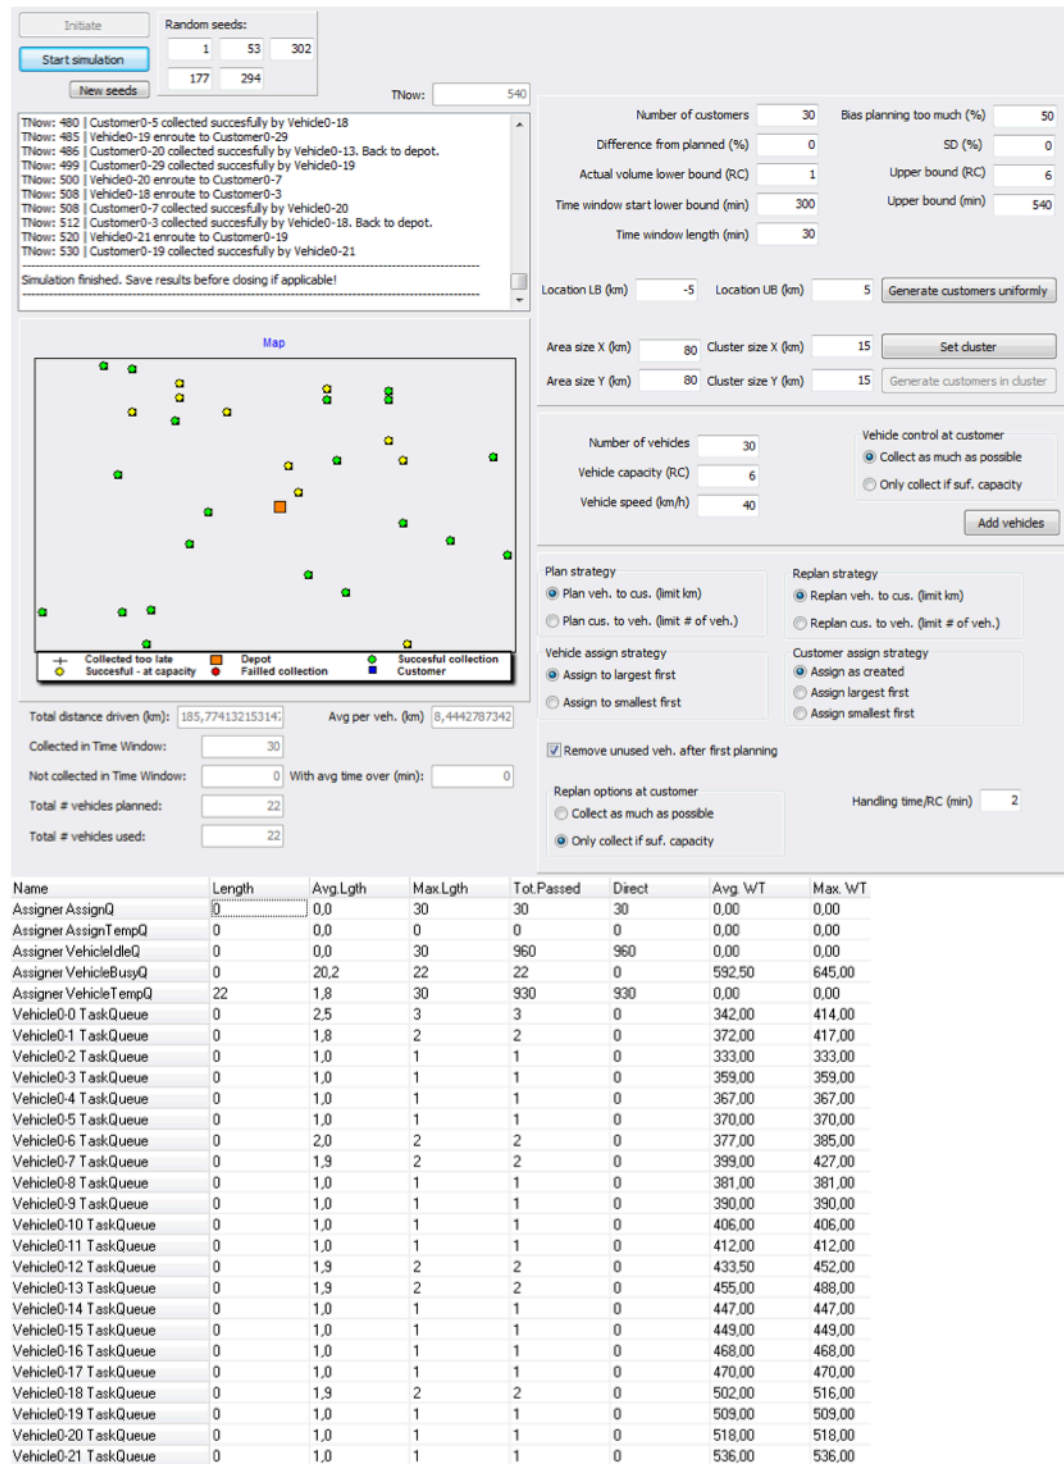 Initiate
Random seeds:
Start simulation
1 53 302
New seeds
177 294
TNow: 540
TNow: 480 | Customer0-5 collected succesfully by Vehicle0-18
TNow: 485 | Vehicle0-19 enroute to Customer0-29
TNow: 486 | Customer0-20 collected succesfully by Vehicle0-13. Back to depot.
TNow: 499 | Customer0-29 collected succesfully by Vehicle0-19
TNow: 500 | Vehicle0-20 enroute to Customer0-7
TNow: 508 | Vehicle0-18 enroute to Customer0-3
TNow: 508 | Customer0-7 collected succesfully by Vehicle0-20
TNow: 512 | Customer0-3 collected succesfully by Vehicle0-18. Back to depot.
TNow: 520 | Vehicle0-21 enroute to Customer0-19
TNow: 530 | Customer0-19 collected succesfully by Vehicle0-21
Simulation finished. Save results before closing if applicable!
Number of customers 30 Bias planning too much (%) 50
Difference from planned (%) 0 SD (%) 0
Actual volume lower bound (RC) 1 Upper bound (RC) 6
Time window start lower bound (min) 300 Upper bound (min) 540
Time window length (min) 30
Location LB (km) -5 Location UB (km) 5 Generate customers uniformly
Area size X (km) 80 Cluster size X (km) 15 Set cluster
Area size Y (km) 80 Cluster size Y (km) 15 Generate customers in cluster
Map
Collected too late Depot Succesful collection
Succesful - at capacity Failled collection Customer
Number of vehicles 30
Vehicle capacity (RC) 6
Vehicle speed (km/h) 40
Vehicle control at customer
Collect as much as possible
Only collect if suf. capacity
Add vehicles
Plan strategy
Plan veh. to cus. (limit km)
Plan cus. to veh. (limit # of veh.)
Replan strategy
Replan veh. to cus. (limit km)
Replan cus. to veh. (limit # of veh.)
Vehicle assign strategy
Assign to largest first
Assign to smallest first
Customer assign strategy
Assign as created
Assign largest first
Assign smallest first
Remove unused veh. after first planning
Replan options at customer
Collect as much as possible
Only collect if suf. capacity
Handling time/RC (min) 2
Total distance driven (km): Avg per veh. (km) 8,4442787342
Collected in Time Window: 30
Not collected in Time Window: 0 With avg time over (min): 0
Total # vehicles planned: 22
Total # vehicles used: 22
Name Length Avg.Lgth Max.Lgth Tot.Passed Direct Avg. WT Max. WT
Assigner AssignQ 0 0,0 30 30 30 0,00 0,00
Assigner AssignTempQ 0 0,0 0 0 0 0,00 0,00
Assigner VehicleIdleQ 0 0,0 30 960 960 0,00 0,00
Assigner VehicleBusyQ 0 20,2 22 22 0 592,50 645,00
Assigner VehicleTempQ 22 1,8 30 930 930 0,00 0,00
Vehicle0-0 TaskQueue 0 2,5 3 3 0 342,00 414,00
Vehicle0-1 TaskQueue 0 1,8 2 2 0 372,00 417,00
Vehicle0-2 TaskQueue 0 1,0 1 1 0 333,00 333,00
Vehicle0-3 TaskQueue 0 1,0 1 1 0 359,00 359,00
Vehicle0-4 TaskQueue 0 1,0 1 1 0 367,00 367,00
Vehicle0-5 TaskQueue 0 1,0 1 1 0 370,00 370,00
Vehicle0-6 TaskQueue 0 2,0 2 2 0 377,00 385,00
Vehicle0-7 TaskQueue 0 1,9 2 2 0 399,00 427,00
Vehicle0-8 TaskQueue 0 1,0 1 1 0 381,00 381,00
Vehicle0-9 TaskQueue 0 1,0 1 1 0 390,00 390,00
Vehicle0-10 TaskQueue 0 1,0 1 1 0 406,00 406,00
Vehicle0-11 TaskQueue 0 1,0 1 1 0 412,00 412,00
Vehicle0-12 TaskQueue 0 1,9 2 2 0 433,50 452,00
Vehicle0-13 TaskQueue 0 1,9 2 2 0 455,00 488,00
Vehicle0-14 TaskQueue 0 1,0 1 1 0 447,00 447,00
Vehicle0-15 TaskQueue 0 1,0 1 1 0 449,00 449,00
Vehicle0-16 TaskQueue 0 1,0 1 1 0 468,00 468,00
Vehicle0-17 TaskQueue 0 1,0 1 1 0 470,00 470,00
Vehicle0-18 TaskQueue 0 1,9 2 2 0 502,00 516,00
Vehicle0-19 TaskQueue 0 1,0 1 1 0 509,00 509,00
Vehicle0-20 TaskQueue 0 1,0 1 1 0 518,00 518,00
Vehicle0-21 TaskQueue 0 1,0 1 1 0 536,00 536,00